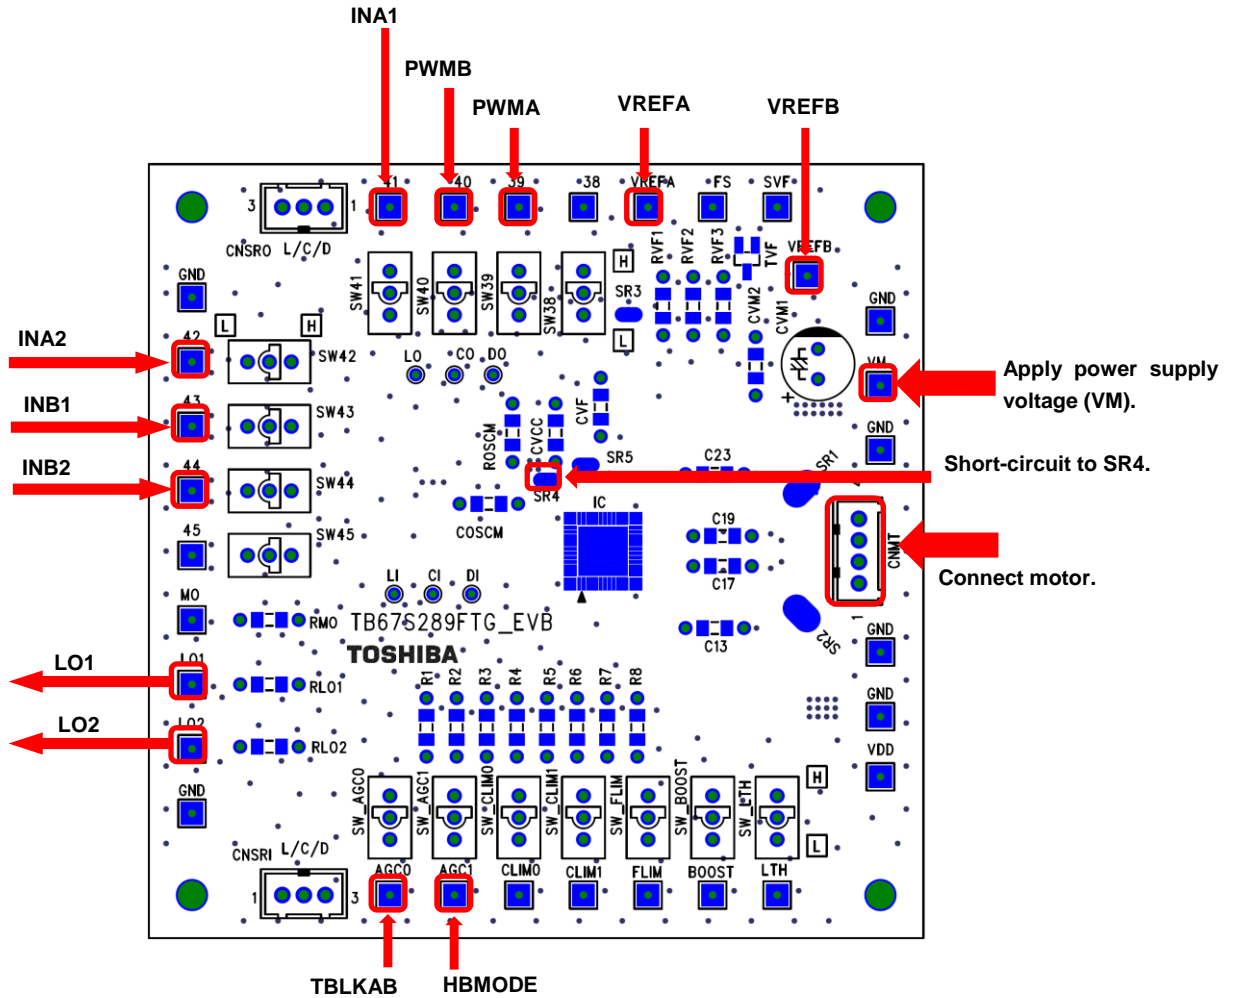 INA1
PWMB
PWMA
VREFA
VREFB
41
40
39
38
VREFA
FS
SVF
3
1
CNSRO
L/C/D
GND
SW41
SW40
SW39
SW38
H
SR3
L
RVF1
RVF2
RVF3
TVF
VREFB
CVM2
CVM1
GND
INA2
42
L
H
SW42
LO
CO
DO
VM
+
Apply power supply
voltage (VM).
INB1
43
SW43
ROSCM
CVCC
CVF
GND
INB2
44
SW44
SR5
SR4
C23
SR1
Short-circuit to SR4.
COSCM
IC
45
SW45
C19
C17
CNMT
Connect motor.
LI
CI
DI
MO
RMO
TB67S289FTG_EVB
TOSHIBA
C13
SR2
1
GND
LO1
LO1
RLO1
R1
R2
R3
R4
R5
R6
R7
R8
GND
LO2
LO2
RLO2
VDD
GND
SW_AGC0
SW_AGC1
SW_CLIM0
SW_CLIM1
SW_FLIM
SW_BOOST
SW_LTH
H
L
CNSRI
L/C/D
1
3
AGC0
AGC1
CLIM0
CLIM1
FLIM
BOOST
LTH
TBLKAB
HBMODE